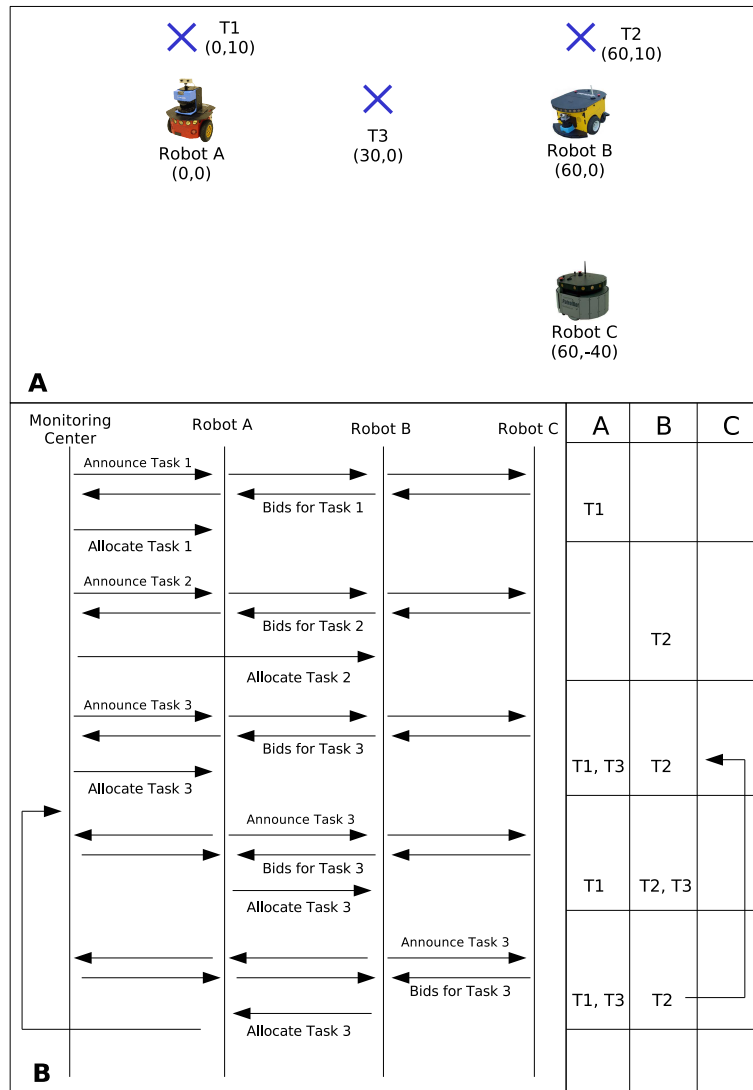 T1
(0,10)
T2
(60,10)
T3
(30,0)
Robot A
(0,0)
Robot B
(60,0)
Robot C
(60,-40)
A
Monitoring
Center
Robot A
Robot B
Robot C
A
B
C
Announce Task 1
Bids for Task 1
T1
Allocate Task 1
Announce Task 2
Bids for Task 2
T2
Allocate Task 2
Announce Task 3
Bids for Task 3
T1, T3
T2
Allocate Task 3
Announce Task 3
Bids for Task 3
T1
T2, T3
Allocate Task 3
Announce Task 3
Bids for Task 3
T1, T3
T2
Allocate Task 3
B